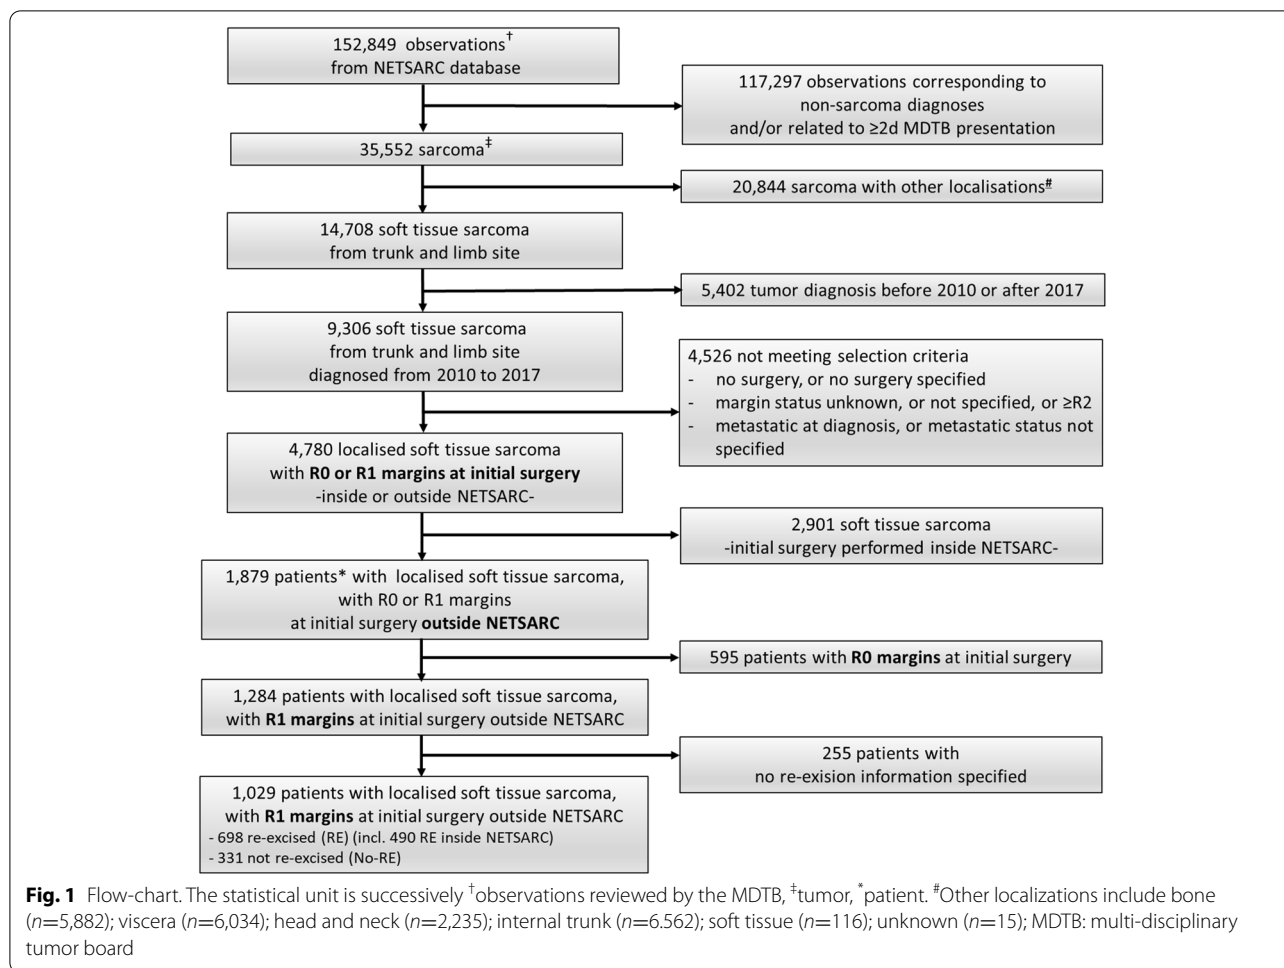 152,849 observations†
from NETSARC database
117,297 observations corresponding to
non-sarcoma diagnoses
and/or related to ≥2d MDTB presentation
35,552 sarcoma‡
20,844 sarcoma with other localisations#
14,708 soft tissue sarcoma
from trunk and limb site
5,402 tumor diagnosis before 2010 or after 2017
9,306 soft tissue sarcoma
from trunk and limb site
diagnosed from 2010 to 2017
4,526 not meeting selection criteria
- no surgery, or no surgery specified
- margin status unknown, or not specified, or ≥R2
- metastatic at diagnosis, or metastatic status not
specified
4,780 localised soft tissue sarcoma
with R0 or R1 margins at initial surgery
-inside or outside NETSARC-
2,901 soft tissue sarcoma
-initial surgery performed inside NETSARC-
1,879 patients* with localised soft tissue sarcoma,
with R0 or R1 margins
at initial surgery outside NETSARC
595 patients with R0 margins at initial surgery
1,284 patients with localised soft tissue sarcoma,
with R1 margins at initial surgery outside NETSARC
255 patients with
no re-exision information specified
1,029 patients with localised soft tissue sarcoma,
with R1 margins at initial surgery outside NETSARC
- 698 re-excised (RE) (incl. 490 RE inside NETSARC)
- 331 not re-excised (No-RE)
Fig. 1 Flow-chart. The statistical unit is successively †observations reviewed by the MDTB, ‡tumor, *patient. #Other localizations include bone
(n=5,882); viscera (n=6,034); head and neck (n=2,235); internal trunk (n=6.562); soft tissue (n=116); unknown (n=15); MDTB: multi-disciplinary
tumor board